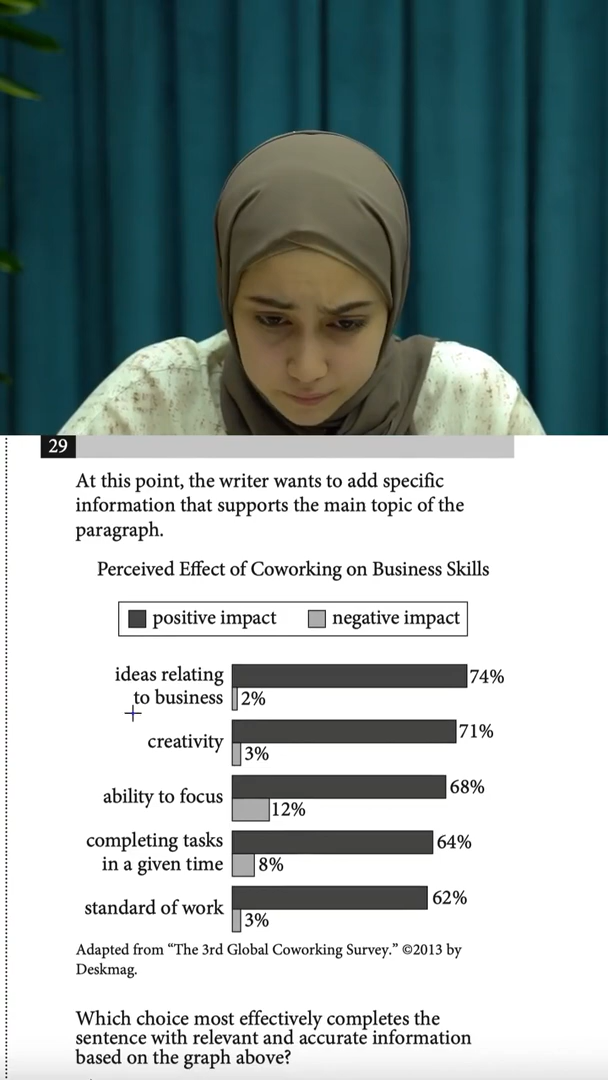 29
At this point, the writer wants to add specific
information that supports the main topic of the
paragraph.
Perceived Effect of Coworking on Business Skills
positive impact negative impact
ideas relating
to business
74%
2%
creativity
71%
3%
ability to focus
68%
12%
completing tasks
in a given time
64%
8%
standard of work
62%
3%
Adapted from “The 3rd Global Coworking Survey.” ©2013 by
Deskmag.
Which choice most effectively completes the
sentence with relevant and accurate information
based on the graph above?